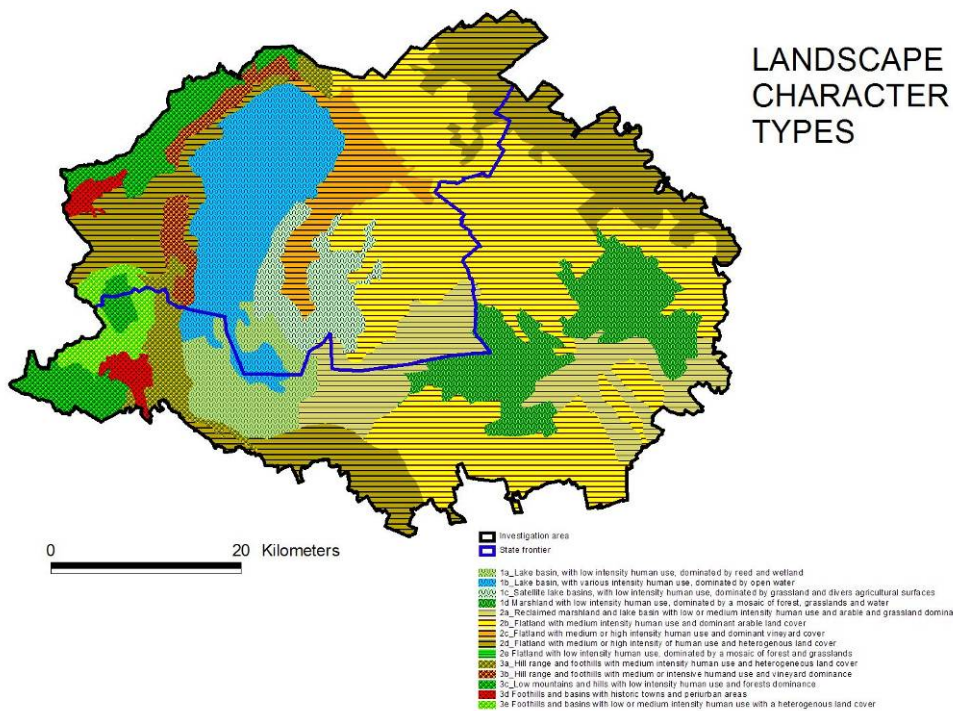 LANDSCAPE
CHARACTER
TYPES
0 20 Kilometers
Investigation area
State frontier
1a_Lake basin, with low intensity human use, dominated by reed and wetland
1b_Lake basin, with various intensity human use, dominated by open water
1c_Satellite lake basins, with low intensity human use, dominated by grassland and divers agricultural surfaces
1d Marshland with low intensity human use, dominated by a mosaic of forest, grasslands and water
2a_Reclaimed marshland and lake basin with low or medium intensity human use and arable and grassland domina
2b_Flatland with medium intensity human use and dominant arable land cover
2c_Flatland with medium or high intensity human use and dominant vineyard cover
2d_Flatland with medium or high intensity of human use and heterogenous land cover
2e Flatland with low intensity human use, dominated by a mosaic of forest and grasslands
3a_Hill range and foothills with medium intensity human use and heterogeneous land cover
3b_Hill range and foothills with medium or intensive humand use and vineyard dominance
3c_Low mountains and hills with low intensity human use and forests dominance
3d Foothills and basins with historic towns and periurban areas
3e Foothills and basins with low or medium intensity human use with a heterogenous land cover